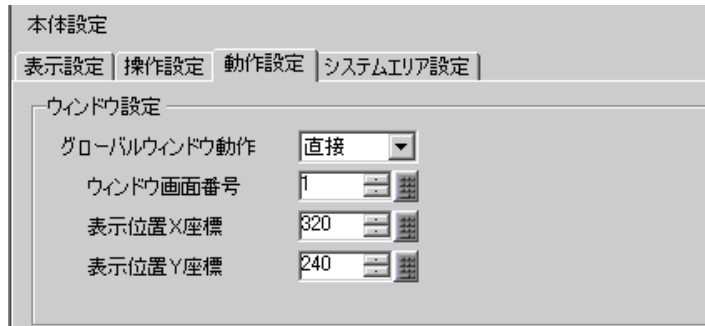 本体設定
表示設定 操作設定 動作設定 システムエリア設定
ウィンドウ設定
グローバルウィンドウ動作 直接
ウィンドウ画面番号 1
表示位置X座標 320
表示位置Y座標 240